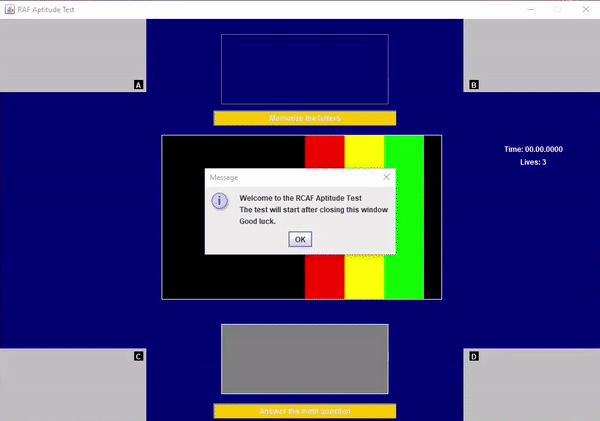 RAF Aptitude Test
A
B
Memorize the letters
Time: 00.00.0000
Lives: 3
Message
Welcome to the RCAF Aptitude Test
The test will start after closing this window
Good luck.
OK
C
D
Answer the math question